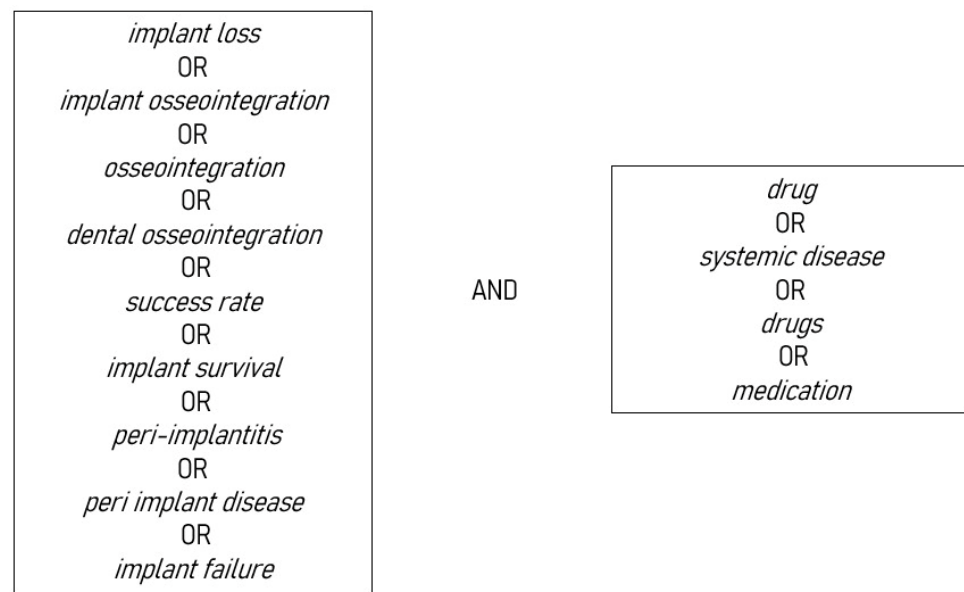 implant loss
OR
implant osseointegration
OR
osseointegration
OR
dental osseointegration
OR
success rate
OR
implant survival
OR
peri-implantitis
OR
peri implant disease
OR
implant failure
AND
drug
OR
systemic disease
OR
drugs
OR
medication